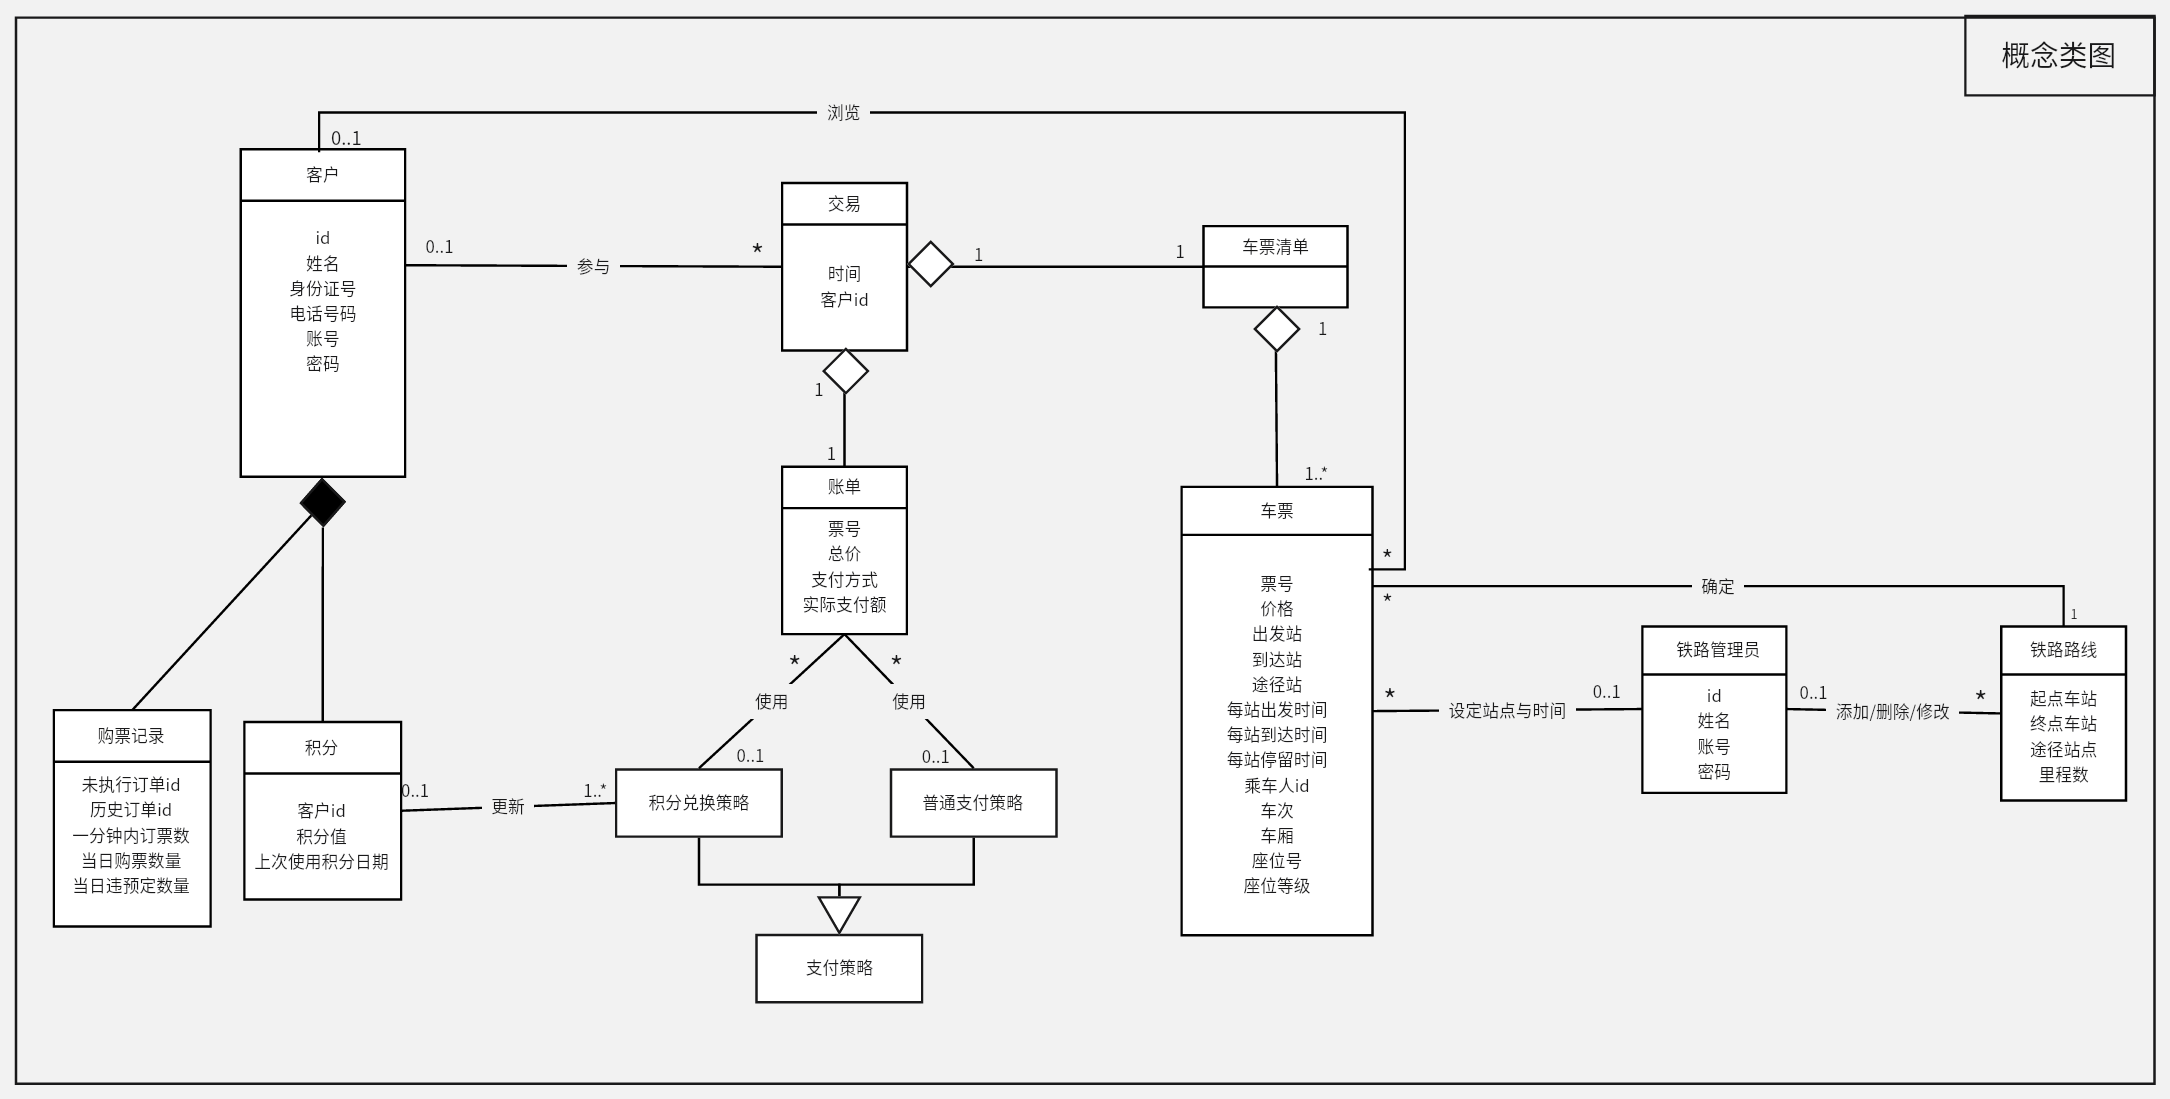 概念类图
浏览
0..1
客户
id
姓名
身份证号
电话号码
账号
密码
0..1
参与
*
交易
时间
客户id
1
1
车票清单
1
1..*
1
1
账单
票号
总价
支付方式
实际支付额
*
*
使用
使用
0..1
0..1
积分兑换策略
普通支付策略
支付策略
购票记录
未执行订单id
历史订单id
一分钟内订票数
当日购票数量
当日违预定数量
积分
客户id
积分值
上次使用积分日期
0..1
更新
1..*
车票
票号
价格
出发站
到达站
途径站
每站出发时间
每站到达时间
每站停留时间
乘车人id
车次
车厢
座位号
座位等级
*
*
确定
1
*
设定站点与时间
0..1
铁路管理员
id
姓名
账号
密码
0..1
添加/删除/修改
*
铁路路线
起点车站
终点车站
途径站点
里程数